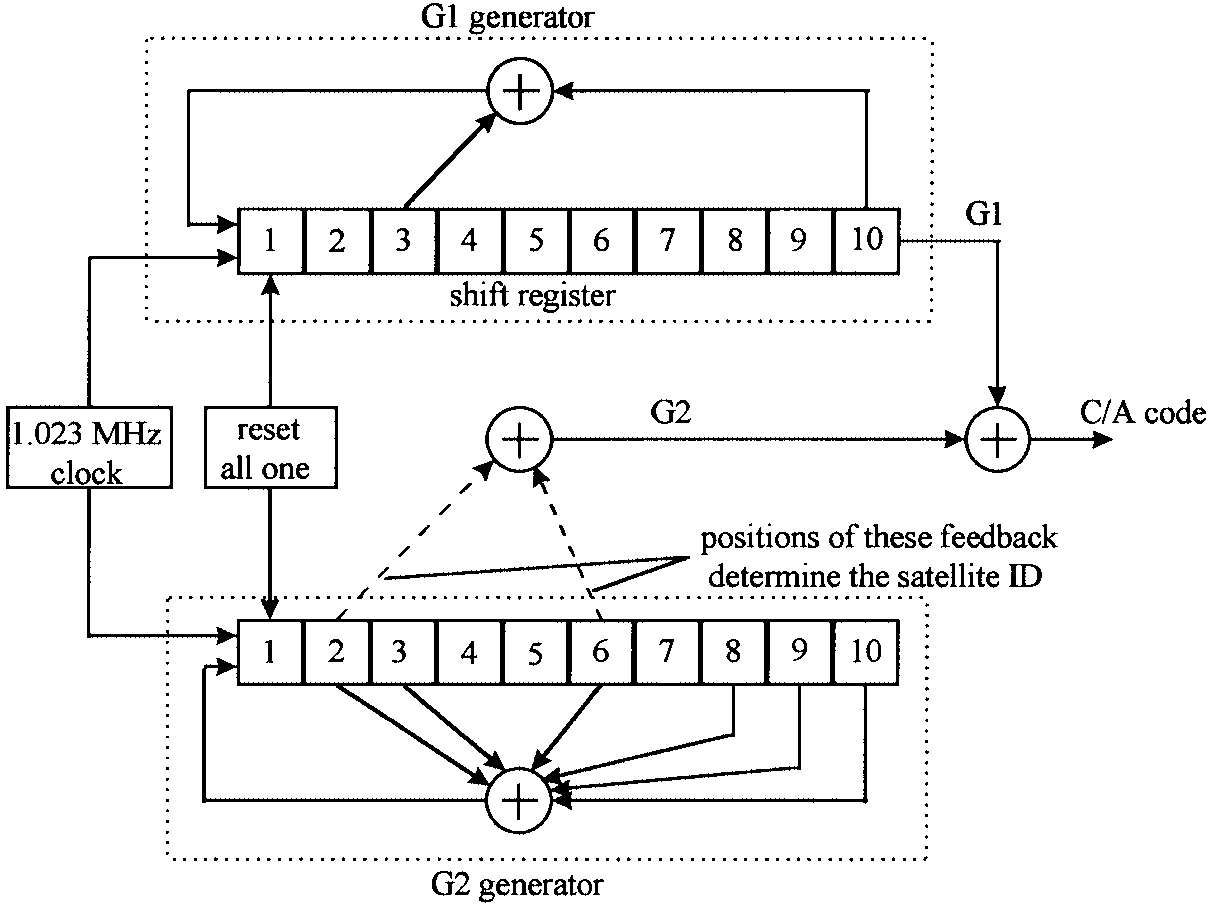 G1 generator
1 2 3 4 5 6 7 8 9 10
G1
shift register
1.023 MHz
clock
reset
all one
G2
C/A code
positions of these feedback
determine the satellite ID
1 2 3 4 5 6 7 8 9 10
G2 generator